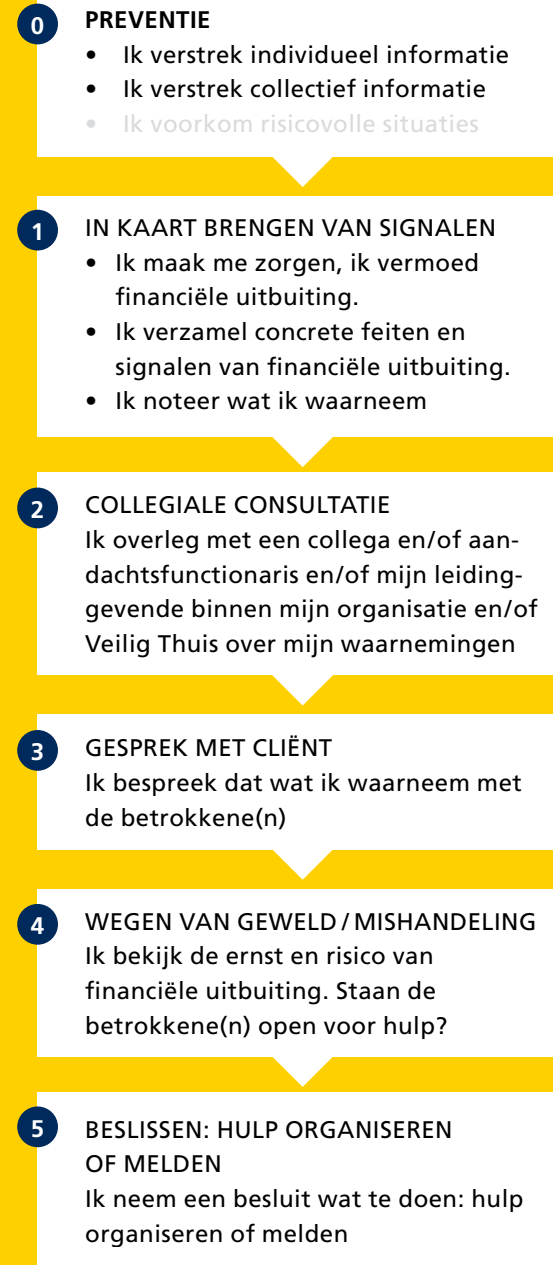 0
PREVENTIE
• Ik verstrek individueel informatie
• Ik verstrek collectief informatie
• Ik voorkom risicovolle situaties
1
IN KAART BRENGEN VAN SIGNALEN
• Ik maak me zorgen, ik vermoed
financiële uitbuiting.
• Ik verzamel concrete feiten en
signalen van financiële uitbuiting.
• Ik noteer wat ik waarneem
2
COLLEGIALE CONSULTATIE
Ik overleg met een collega en/of aan-
dachtsfunctionaris en/of mijn leiding-
gevende binnen mijn organisatie en/of
Veilig Thuis over mijn waarnemingen
3
GESPREK MET CLIËNT
Ik bespreek dat wat ik waarneem met
de betrokkene(n)
4
WEGEN VAN GEWELD / MISHANDELING
Ik bekijk de ernst en risico van
financiële uitbuiting. Staan de
betrokkene(n) open voor hulp?
5
BESLISSEN: HULP ORGANISEREN
OF MELDEN
Ik neem een besluit wat te doen: hulp
organiseren of melden